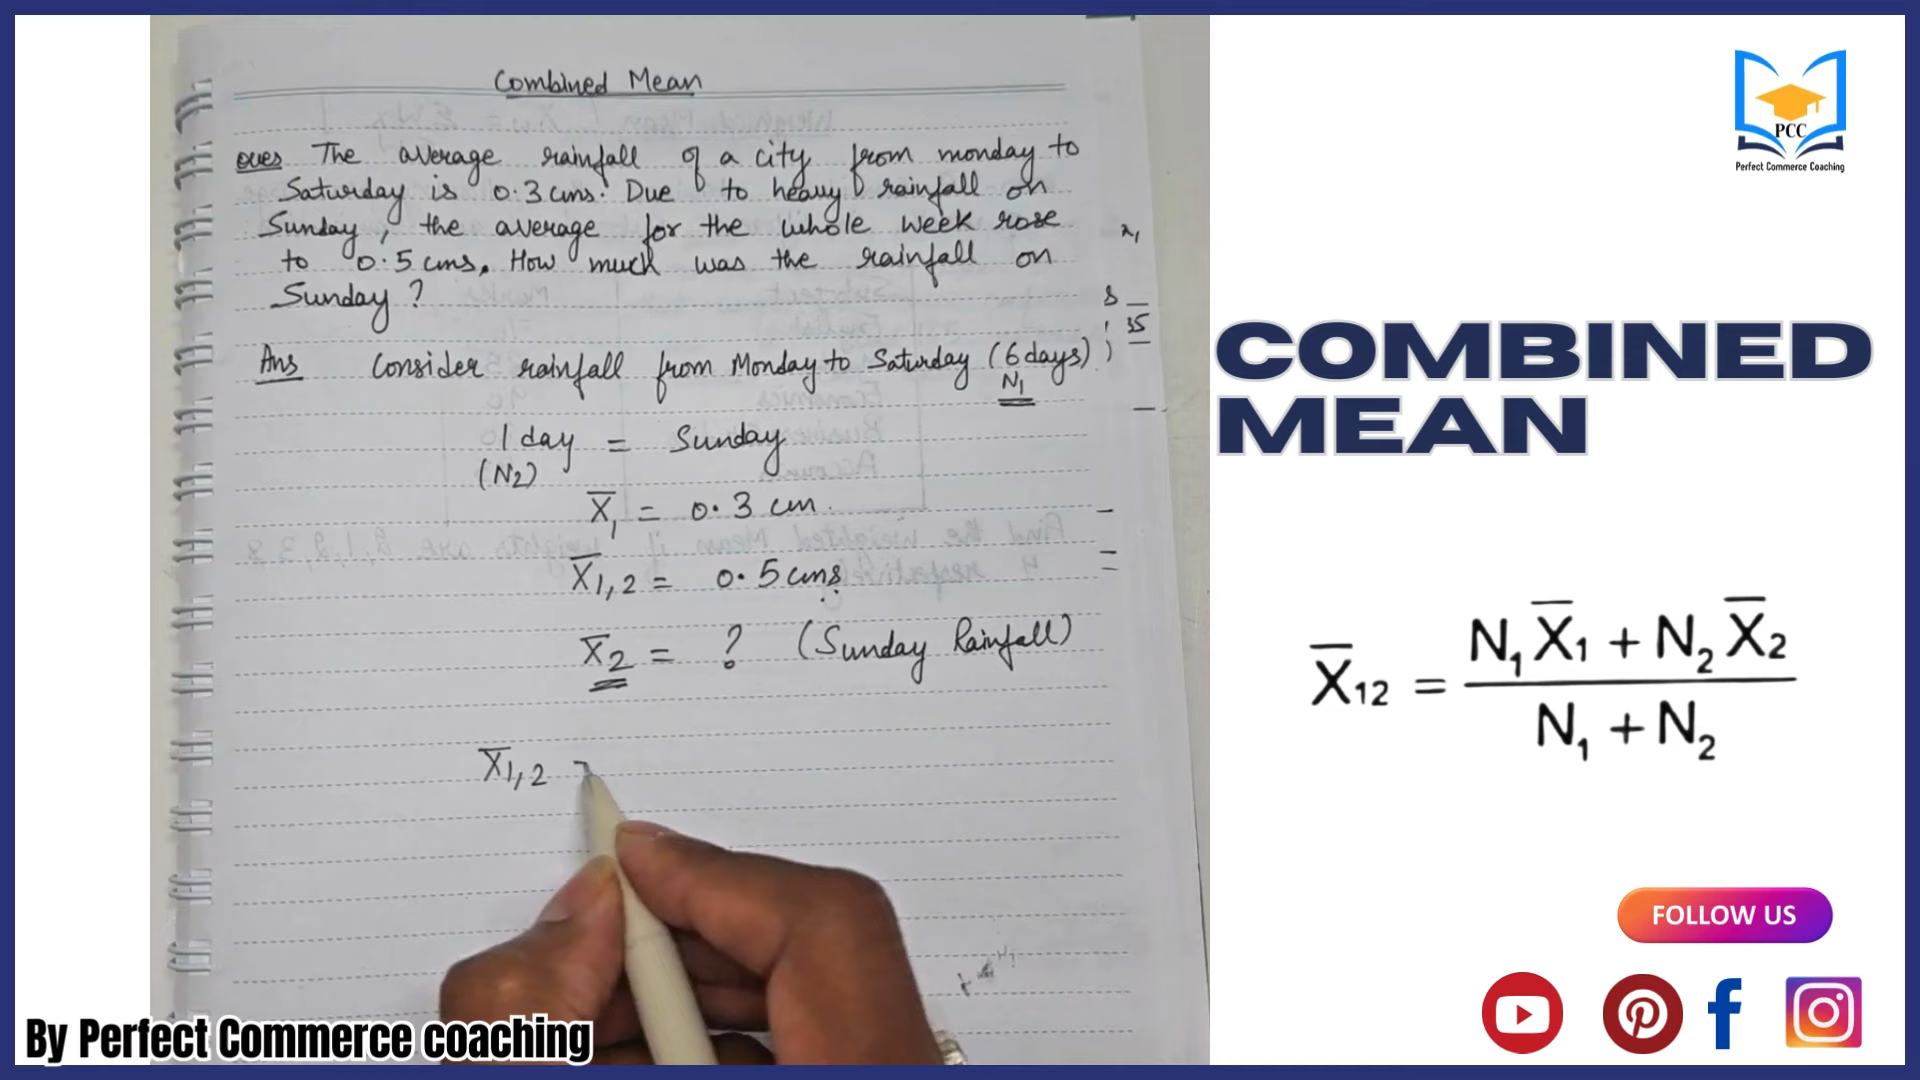 Combined Mean
Ques The average rainfall of a city from monday to
Saturday is 0.3 cms. Due to heavy rainfall on
Sunday, the average for the whole week rose
to 0.5 cms. How much was the rainfall on
Sunday ?
Ans Consider rainfall from Monday to Saturday (6 days)
N1
1 day = Sunday
(N2)
X̅1 = 0.3 cm.
X̅1,2 = 0.5 cms
X̅2 = ? (Sunday Rainfall)
X̅1,2
35
By Perfect Commerce coaching
PCC
Perfect Commerce Coaching
COMBINED
MEAN
X̅12 = N1 X̅1 + N2 X̅2
N1 + N2
FOLLOW US